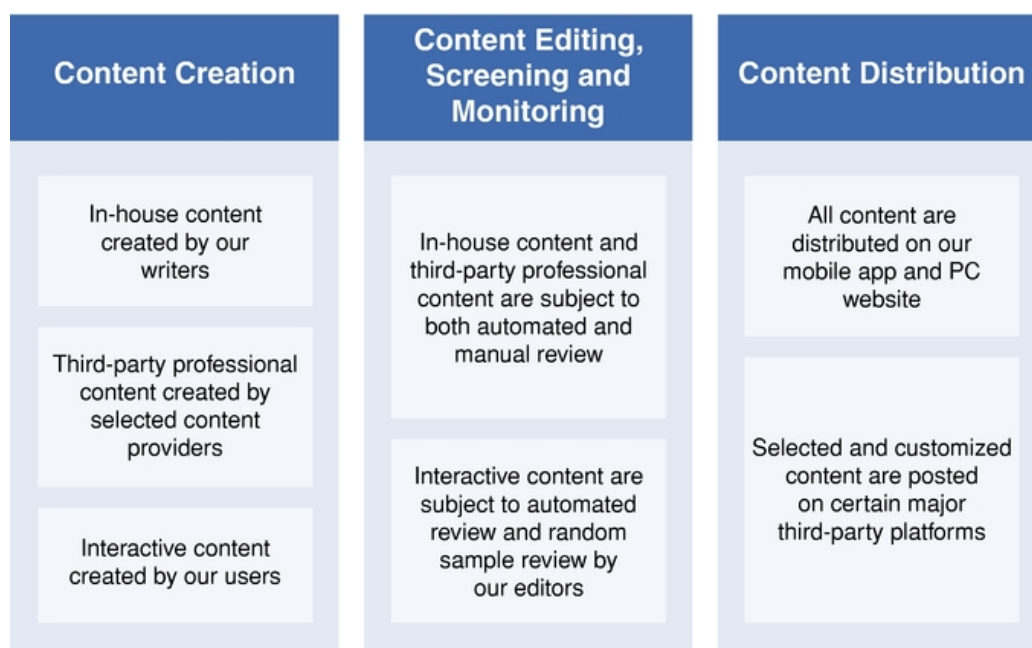 Content Creation
In-house content
created by our
writers
Third-party professional
content created by
selected content
providers
Interactive content
created by our users
Content Editing,
Screening and
Monitoring
In-house content and
third-party professional
content are subject to
both automated and
manual review
Interactive content are
subject to automated
review and random
sample review by
our editors
Content Distribution
All content are
distributed on our
mobile app and PC
website
Selected and customized
content are posted
on certain major
third-party platforms